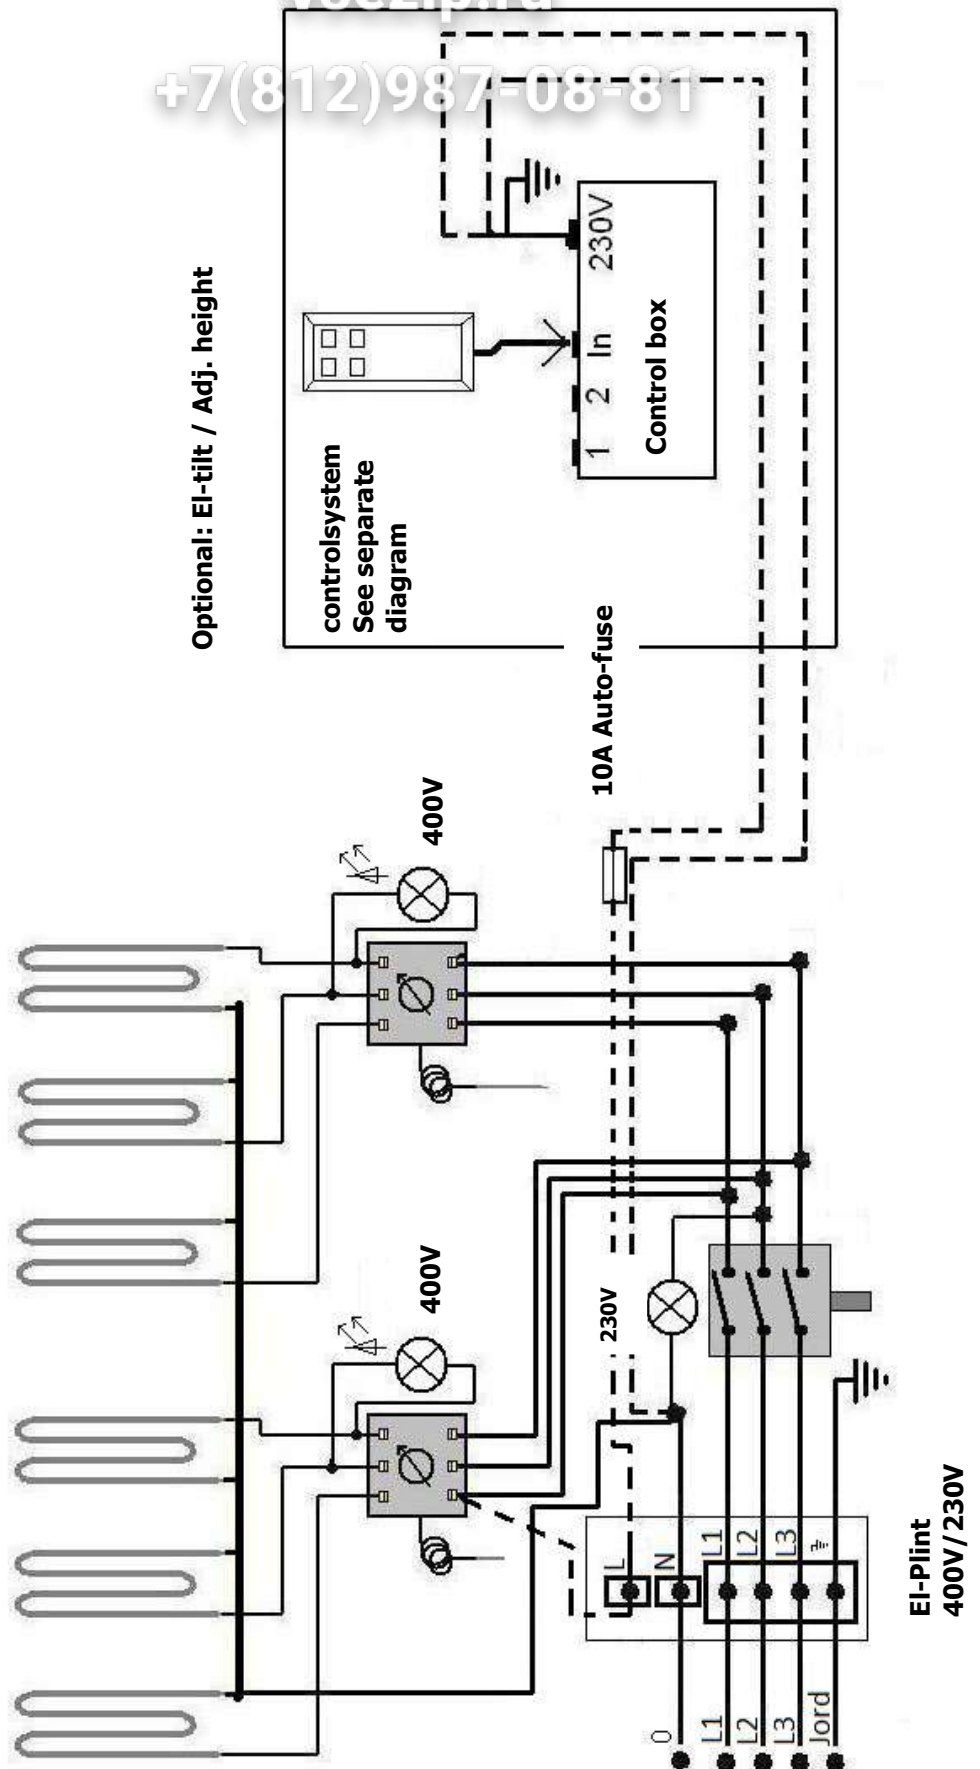 voezip.ru
+7(812)987-08-81
Optional: El-tilt / Adj. height
controlsystem
See separate
diagram
1 2 In 230V
Control box
10A Auto-fuse
400V
400V
230V
L
N
L1
L2
L3
0
L1
L2
L3
Jord
El-Plint
400V/230V